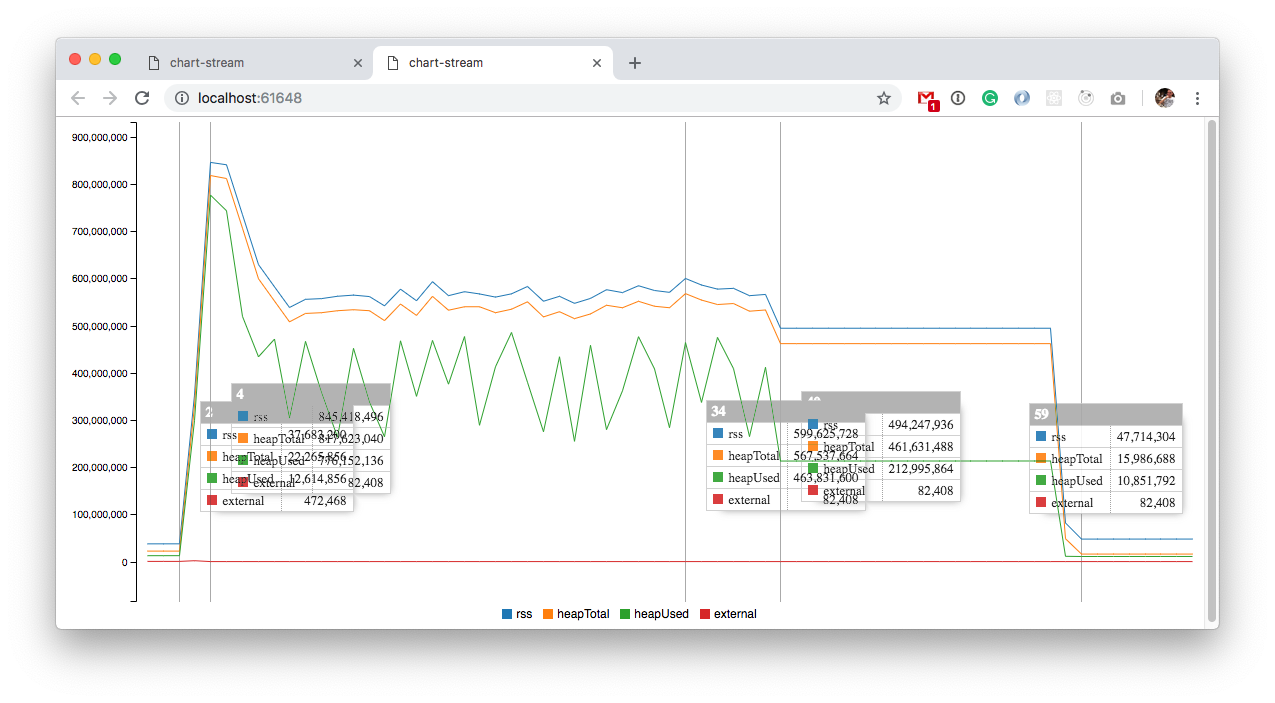 chart-stream
chart-stream
localhost:61648
1
900,000,000
800,000,000
700,000,000
600,000,000
500,000,000
400,000,000
300,000,000
200,000,000
100,000,000
0
2
rss 37,683,200
heapTotal 22,265,856
heapUsed 12,614,856
external 472,468
4
rss 845,418,496
heapTotal 817,623,040
heapUsed 776,152,136
external 82,408
34
rss 599,625,728
heapTotal 567,537,664
heapUsed 463,831,600
external 82,408
rss 494,247,936
heapTotal 461,631,488
heapUsed 212,995,864
external 82,408
59
rss 47,714,304
heapTotal 15,986,688
heapUsed 10,851,792
external 82,408
rss heapTotal heapUsed external